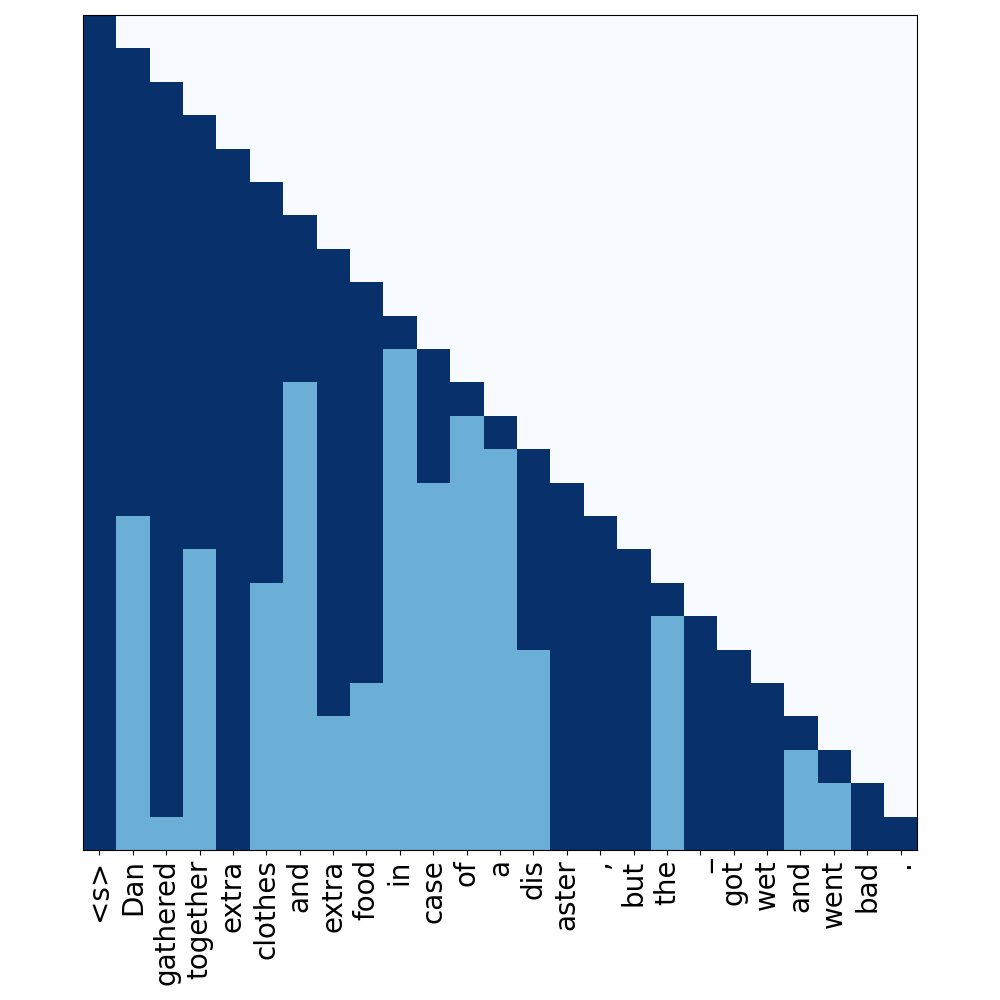 <s> Dan gathered together extra clothes and extra food in case of a dis aster , but the _ got wet and went bad .